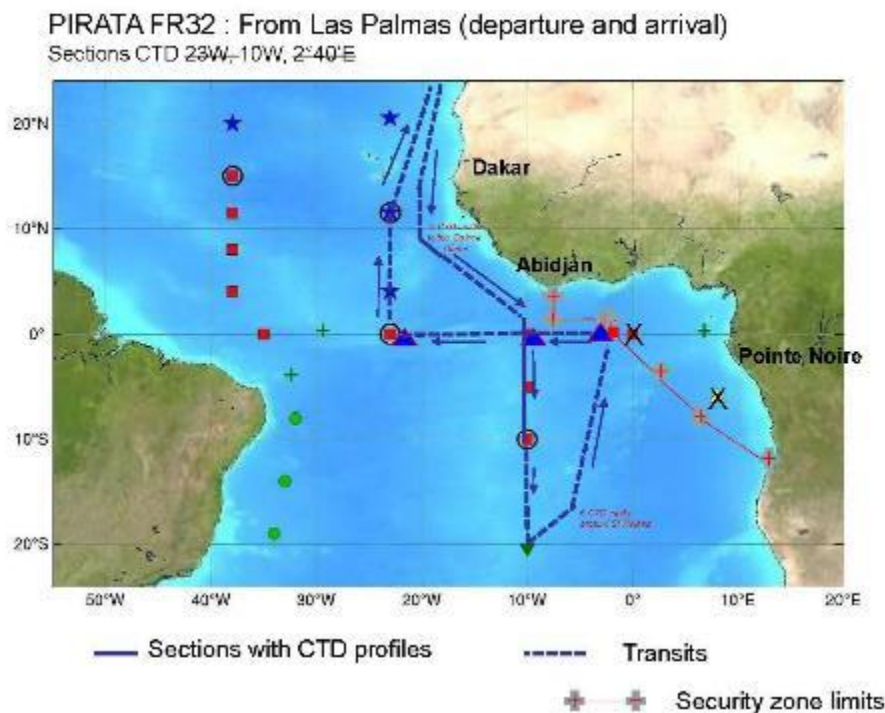 PIRATA FR32 : From Las Palmas (departure and arrival)
Sections CTD 23W, 10W, 2°40'E
20°N
10°N
0°
10°S
20°S
Dakar
Abidjan
Pointe Noire
50°W
40°W
30°W
20°W
10°W
0°
10°E
20°E
Sections with CTD profiles
Transits
Security zone limits